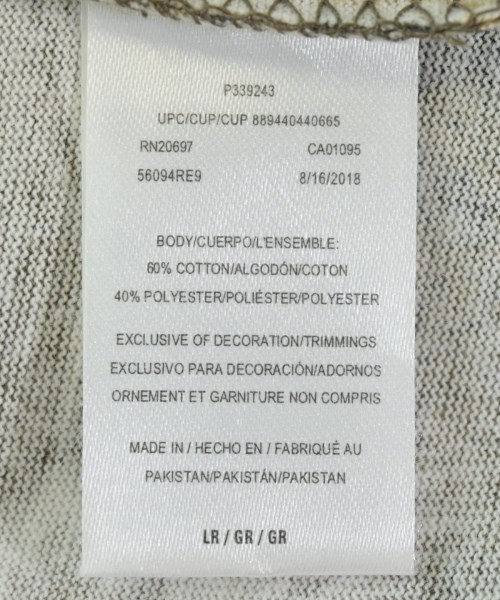 P339243
UPC/CUP/CUP 889440440665
RN20697 CA01095
56094RE9 8/16/2018
BODY/CUERPO/L'ENSEMBLE:
60% COTTON/ALGODÓN/COTON
40% POLYESTER/POLIÉSTER/POLYESTER
EXCLUSIVE OF DECORATION/TRIMMINGS
EXCLUSIVO PARA DECORACIÓN/ADORNOS
ORNEMENT ET GARNITURE NON COMPRIS
MADE IN / HECHO EN / FABRIQUÉ AU
PAKISTAN/PAKISTÁN/PAKISTAN
LR / GR / GR